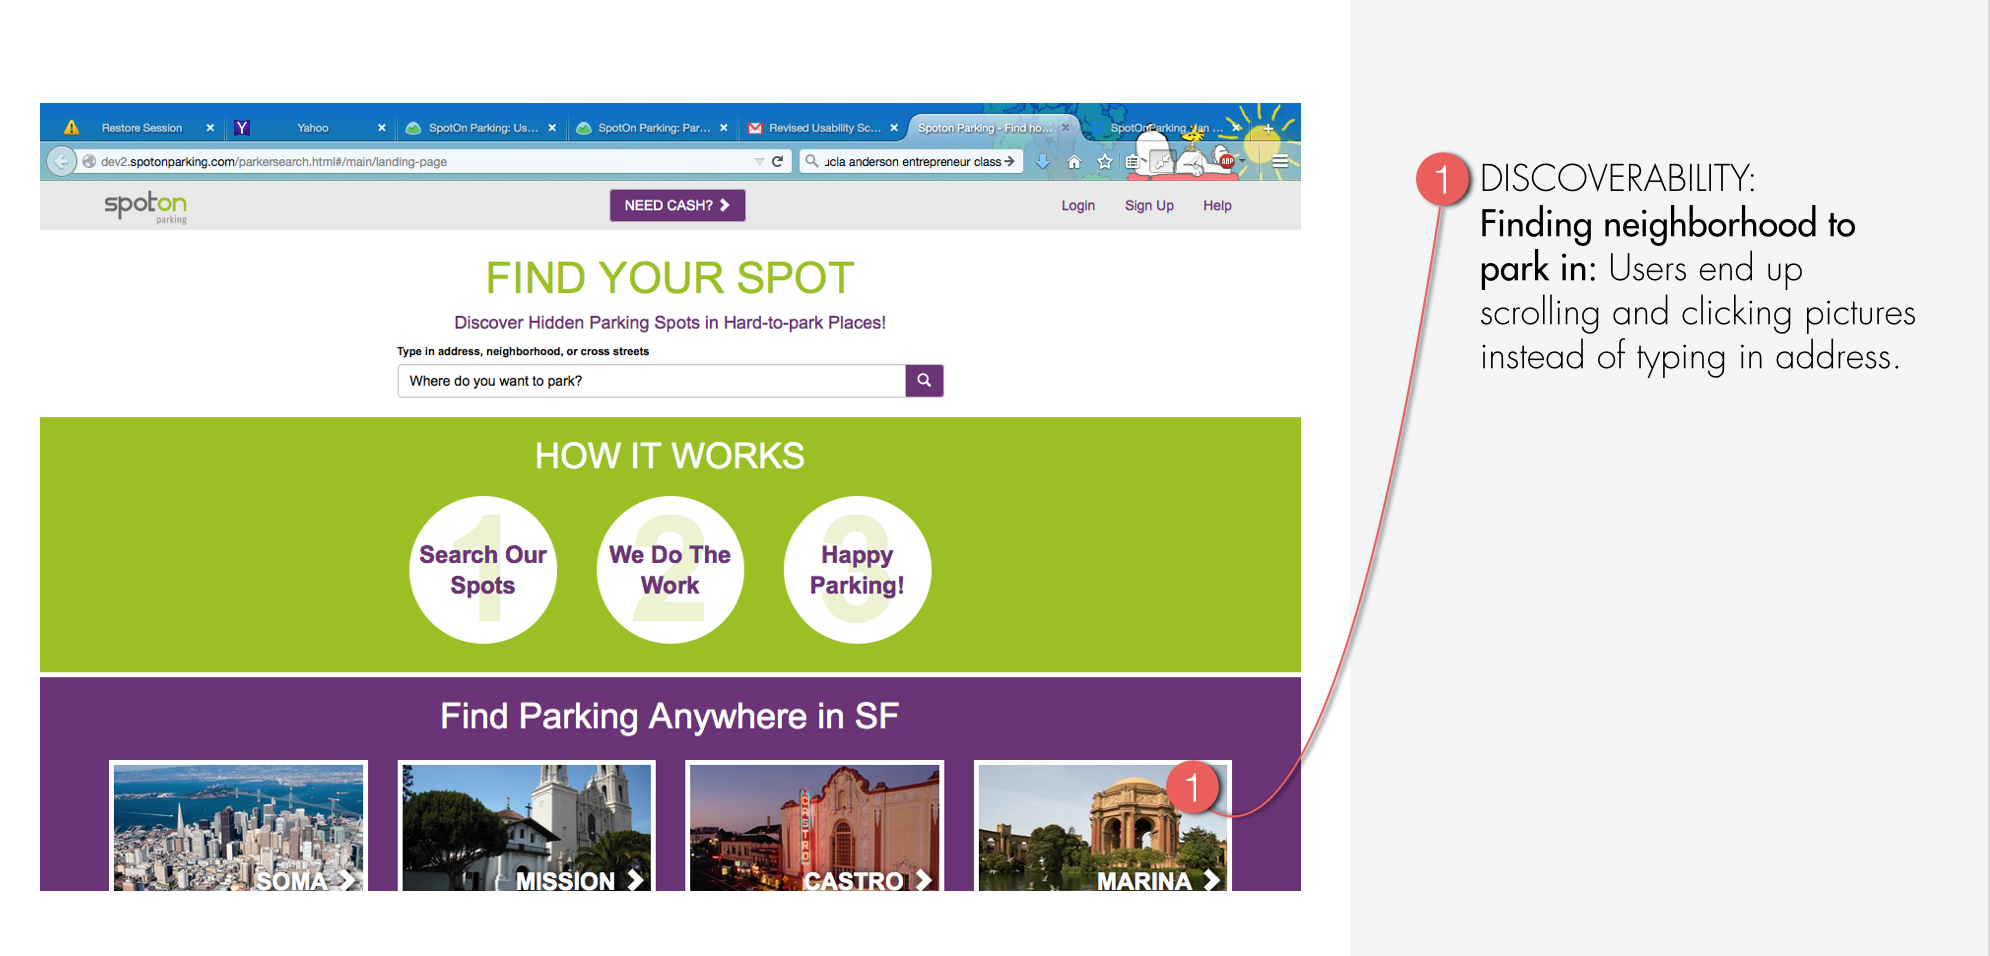 Restore Session
Yahoo
SpotOn Parking: Us...
SpotOn Parking: Par...
Revised Usability Sc...
Spoton Parking - Find ho...
SpotOn Parking: Jan ...
dev2.spotonparking.com/parkersearch.html#/main/landing-page
ucla anderson entrepreneur class
ABP
spoton
parking
NEED CASH?
Login
Sign Up
Help
FIND YOUR SPOT
Discover Hidden Parking Spots in Hard-to-park Places!
Type in address, neighborhood, or cross streets
Where do you want to park?
HOW IT WORKS
1
Search Our
Spots
2
We Do The
Work
3
Happy
Parking!
Find Parking Anywhere in SF
SOMA
MISSION
CASTRO
CASTRO
MARINA
1
1
DISCOVERABILITY:
Finding neighborhood to
park in: Users end up
scrolling and clicking pictures
instead of typing in address.